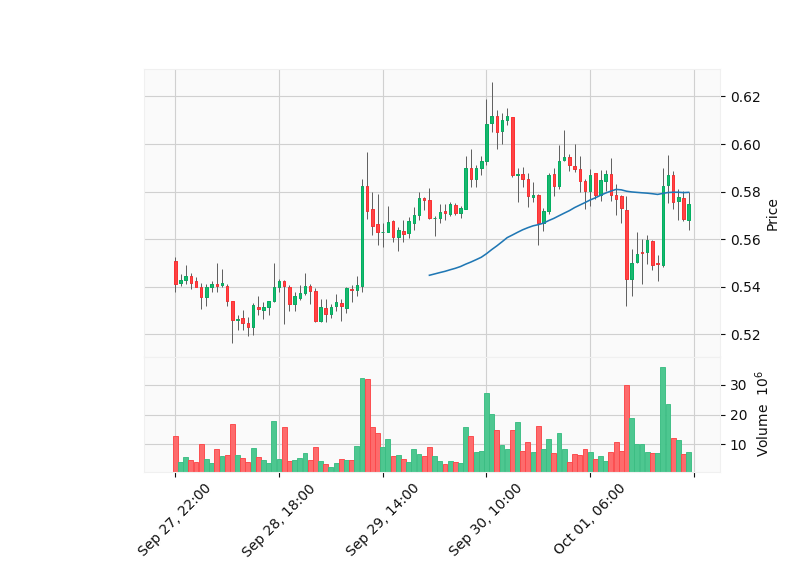 0.62
0.60
0.58
0.56
0.54
0.52
Price
30
20
10
Volume 10^6
Sep 27, 22:00
Sep 28, 18:00
Sep 29, 14:00
Sep 30, 10:00
Oct 01, 06:00